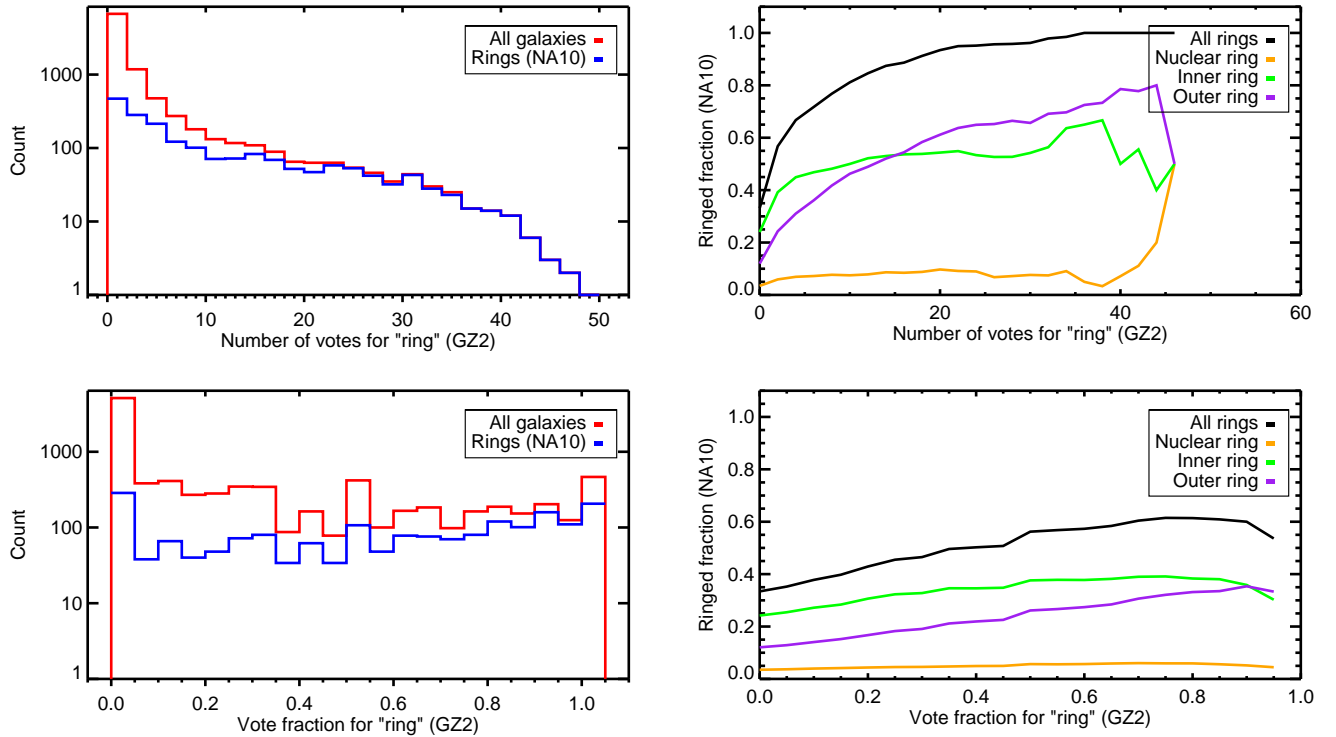 All galaxies
Rings (NA10)
1000
100
10
1
Count
0 10 20 30 40 50
Number of votes for "ring" (GZ2)
All rings
Nuclear ring
Inner ring
Outer ring
1.0
0.8
0.6
0.4
0.2
0.0
Ringed fraction (NA10)
0 20 40 60
Number of votes for "ring" (GZ2)
All galaxies
Rings (NA10)
1000
100
10
1
Count
0.0 0.2 0.4 0.6 0.8 1.0
Vote fraction for "ring" (GZ2)
All rings
Nuclear ring
Inner ring
Outer ring
1.0
0.8
0.6
0.4
0.2
0.0
Ringed fraction (NA10)
0.0 0.2 0.4 0.6 0.8 1.0
Vote fraction for "ring" (GZ2)